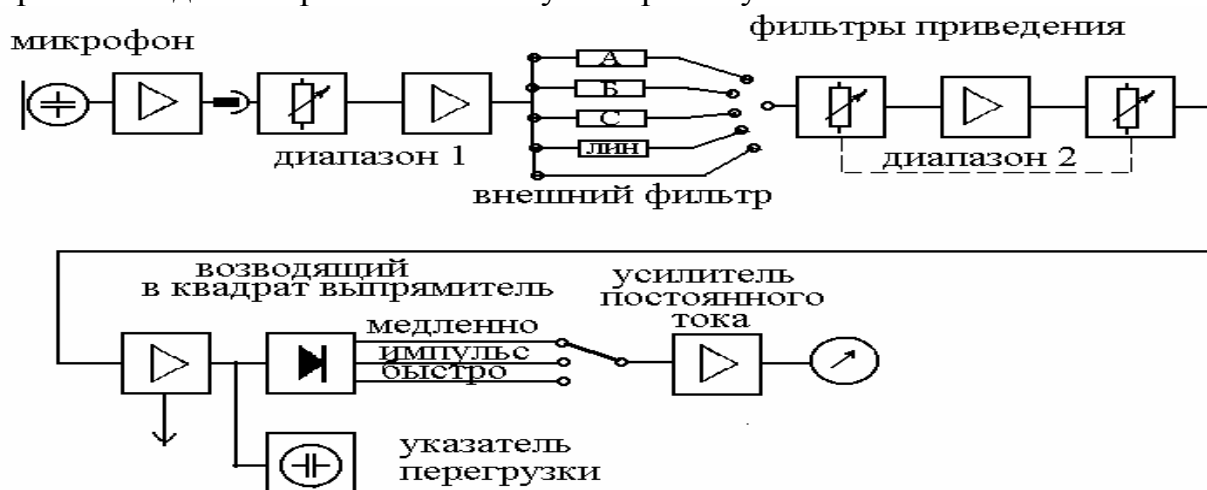 микрофон
фильтры приведения
А
Б
С
лин
диапазон 1
диапазон 2
внешний фильтр
возводящий
в квадрат выпрямитель
усилитель
постоянного
тока
медленно
импульс
быстро
указатель
перегрузки